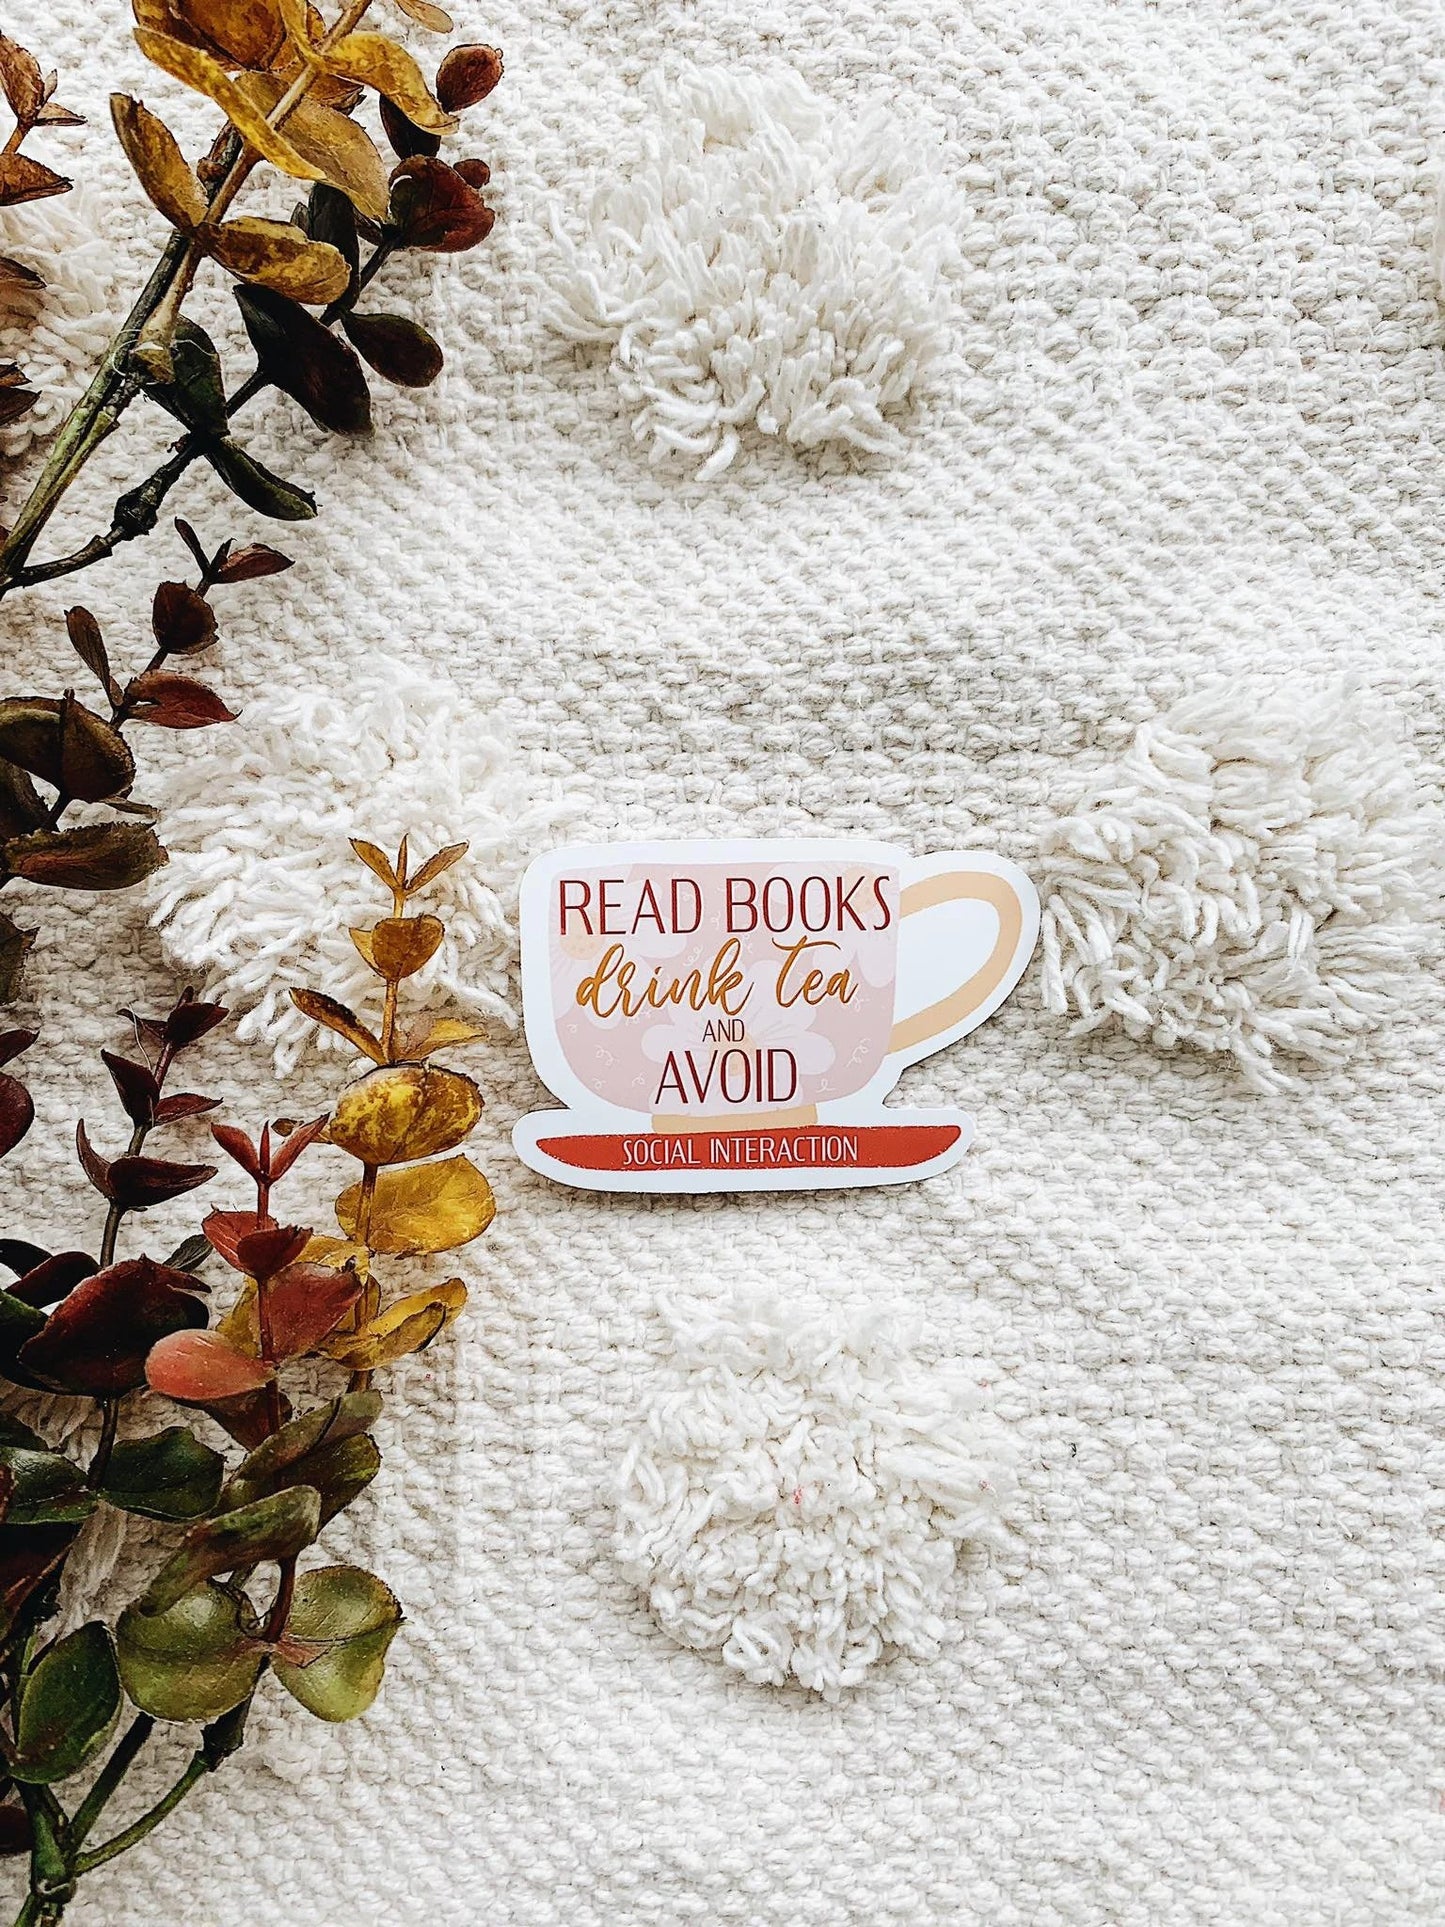 READ BOOKS
drink tea
AND
AVOID
SOCIAL INTERACTION